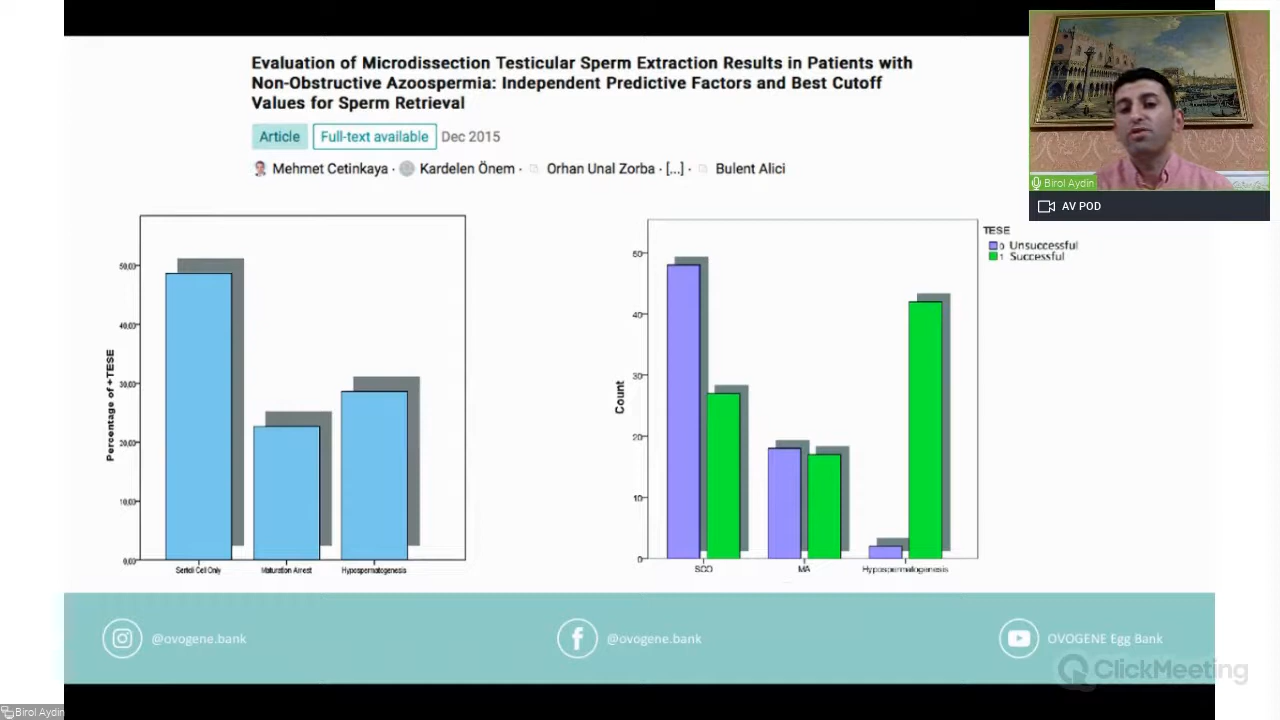 Evaluation of Microdissection Testicular Sperm Extraction Results in Patients with
Non-Obstructive Azoospermia: Independent Predictive Factors and Best Cutoff
Values for Sperm Retrieval
Article Full-text available Dec 2015
Mehmet Cetinkaya · Kardelen Önem · Orhan Unal Zorba · [...] · Bulent Alici
Birol Aydin
AV POD
Percentage of +TESE
50,00
40,00
30,00
20,00
10,00
0,00
Sertoli Cell Only Maturation Arrest Hypospermatogenesis
Count
50
40
30
20
10
0
SCO MA Hypospermatogenesis
TESE
0 Unsuccessful
1 Successful
@ovogene.bank @ovogene.bank OVOGENE Egg Bank
ClickMeeting
Birol Aydin